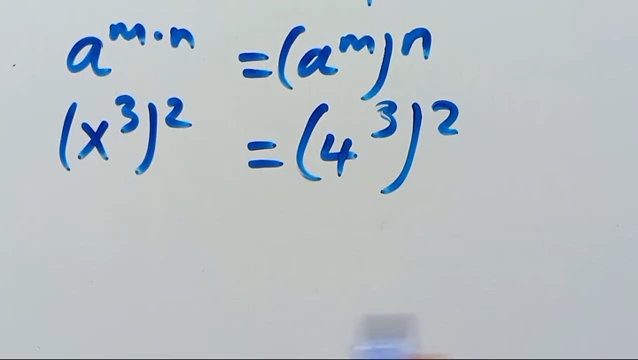 a^{m·n} = (a^m)^n
(x^3)^2 = (4^3)^2